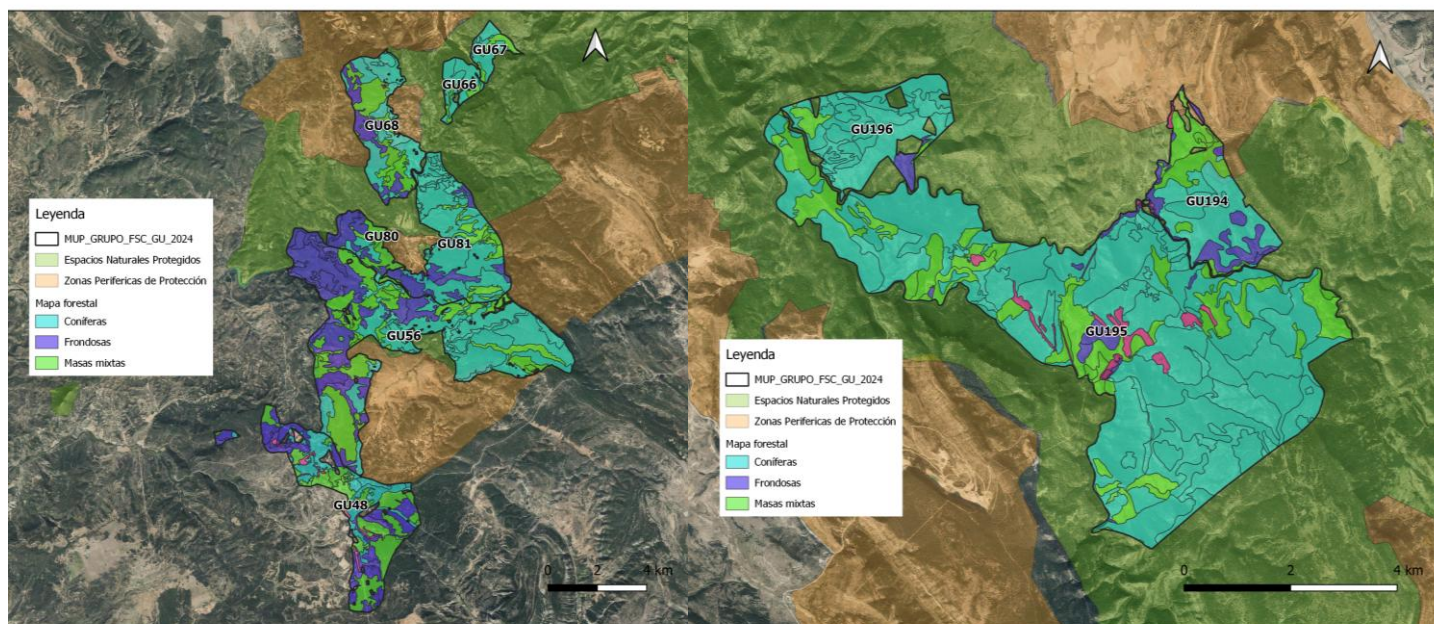 GU67
GU66
GU68
GU80
GU81
GU56
GU48
Leyenda
MUP_GRUPO_FSC_GU_2024
Espacios Naturales Protegidos
Zonas Perifericas de Protección
Mapa forestal
Coníferas
Frondosas
Masas mixtas
0 2 4 km
GU196
GU194
GU195
Leyenda
MUP_GRUPO_FSC_GU_2024
Espacios Naturales Protegidos
Zonas Perifericas de Protección
Mapa forestal
Coníferas
Frondosas
Masas mixtas
0 2 4 km